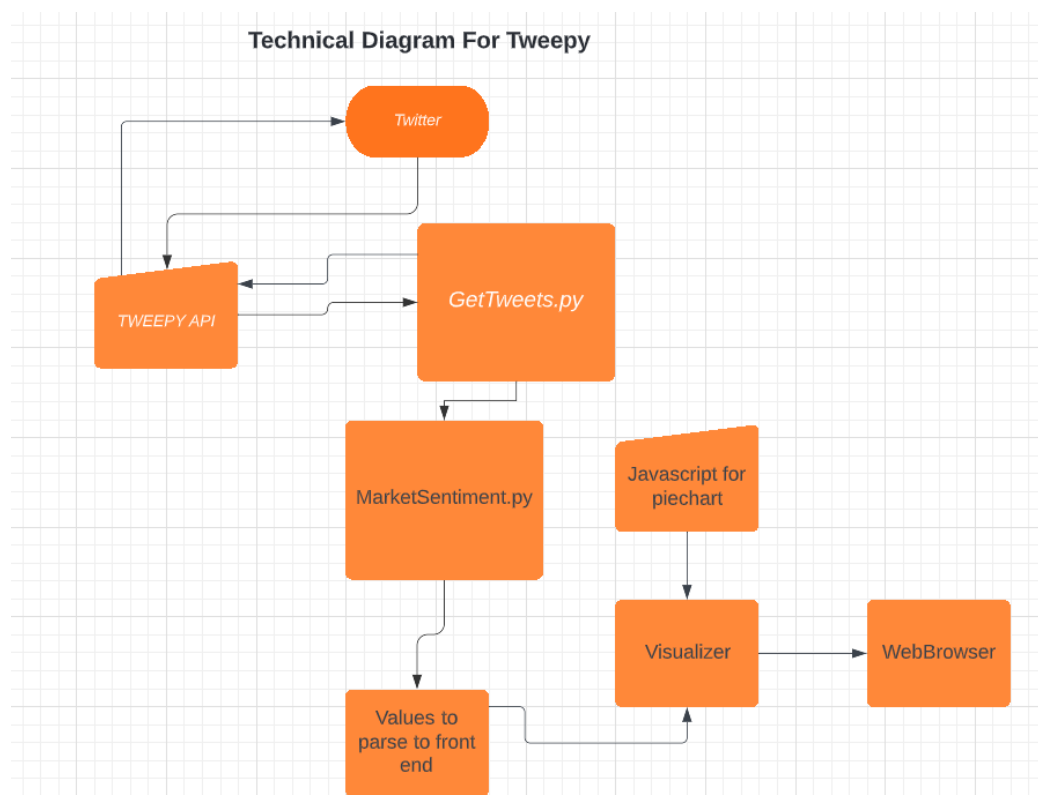 Technical Diagram For Tweepy
Twitter
GetTweets.py
TWEEPY API
MarketSentiment.py
Javascript for
piechart
Visualizer
WebBrowser
Values to
parse to front
end